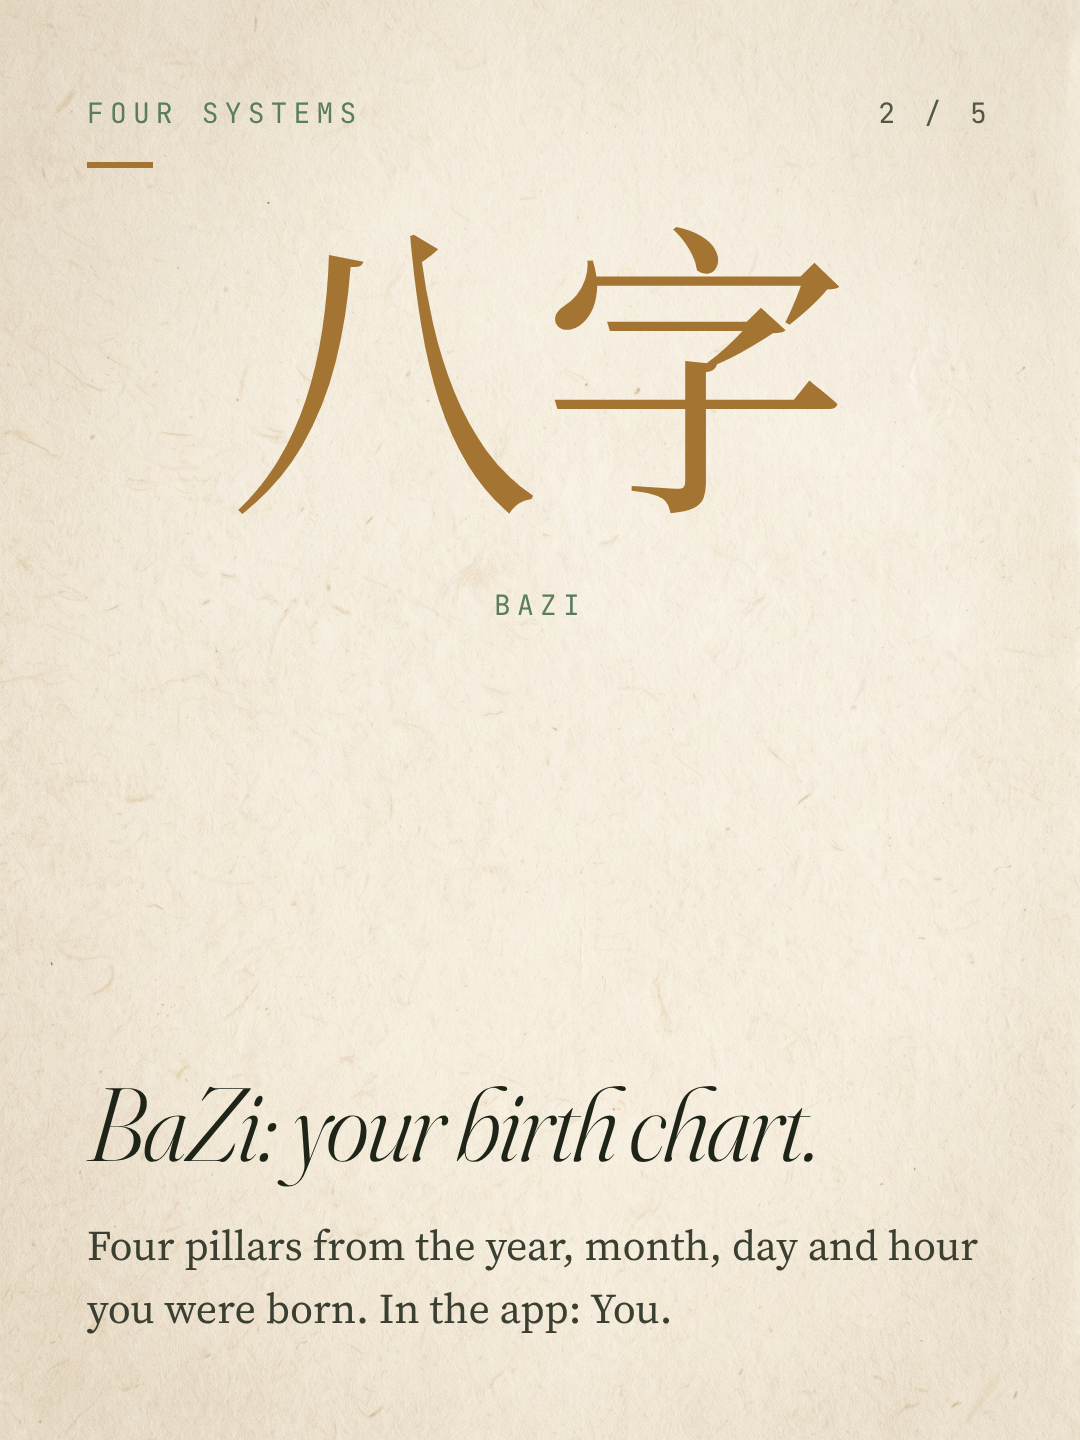 FOUR SYSTEMS
2 / 5
八字
BAZI
BaZi: your birth chart.
Four pillars from the year, month, day and hour
you were born. In the app: You.